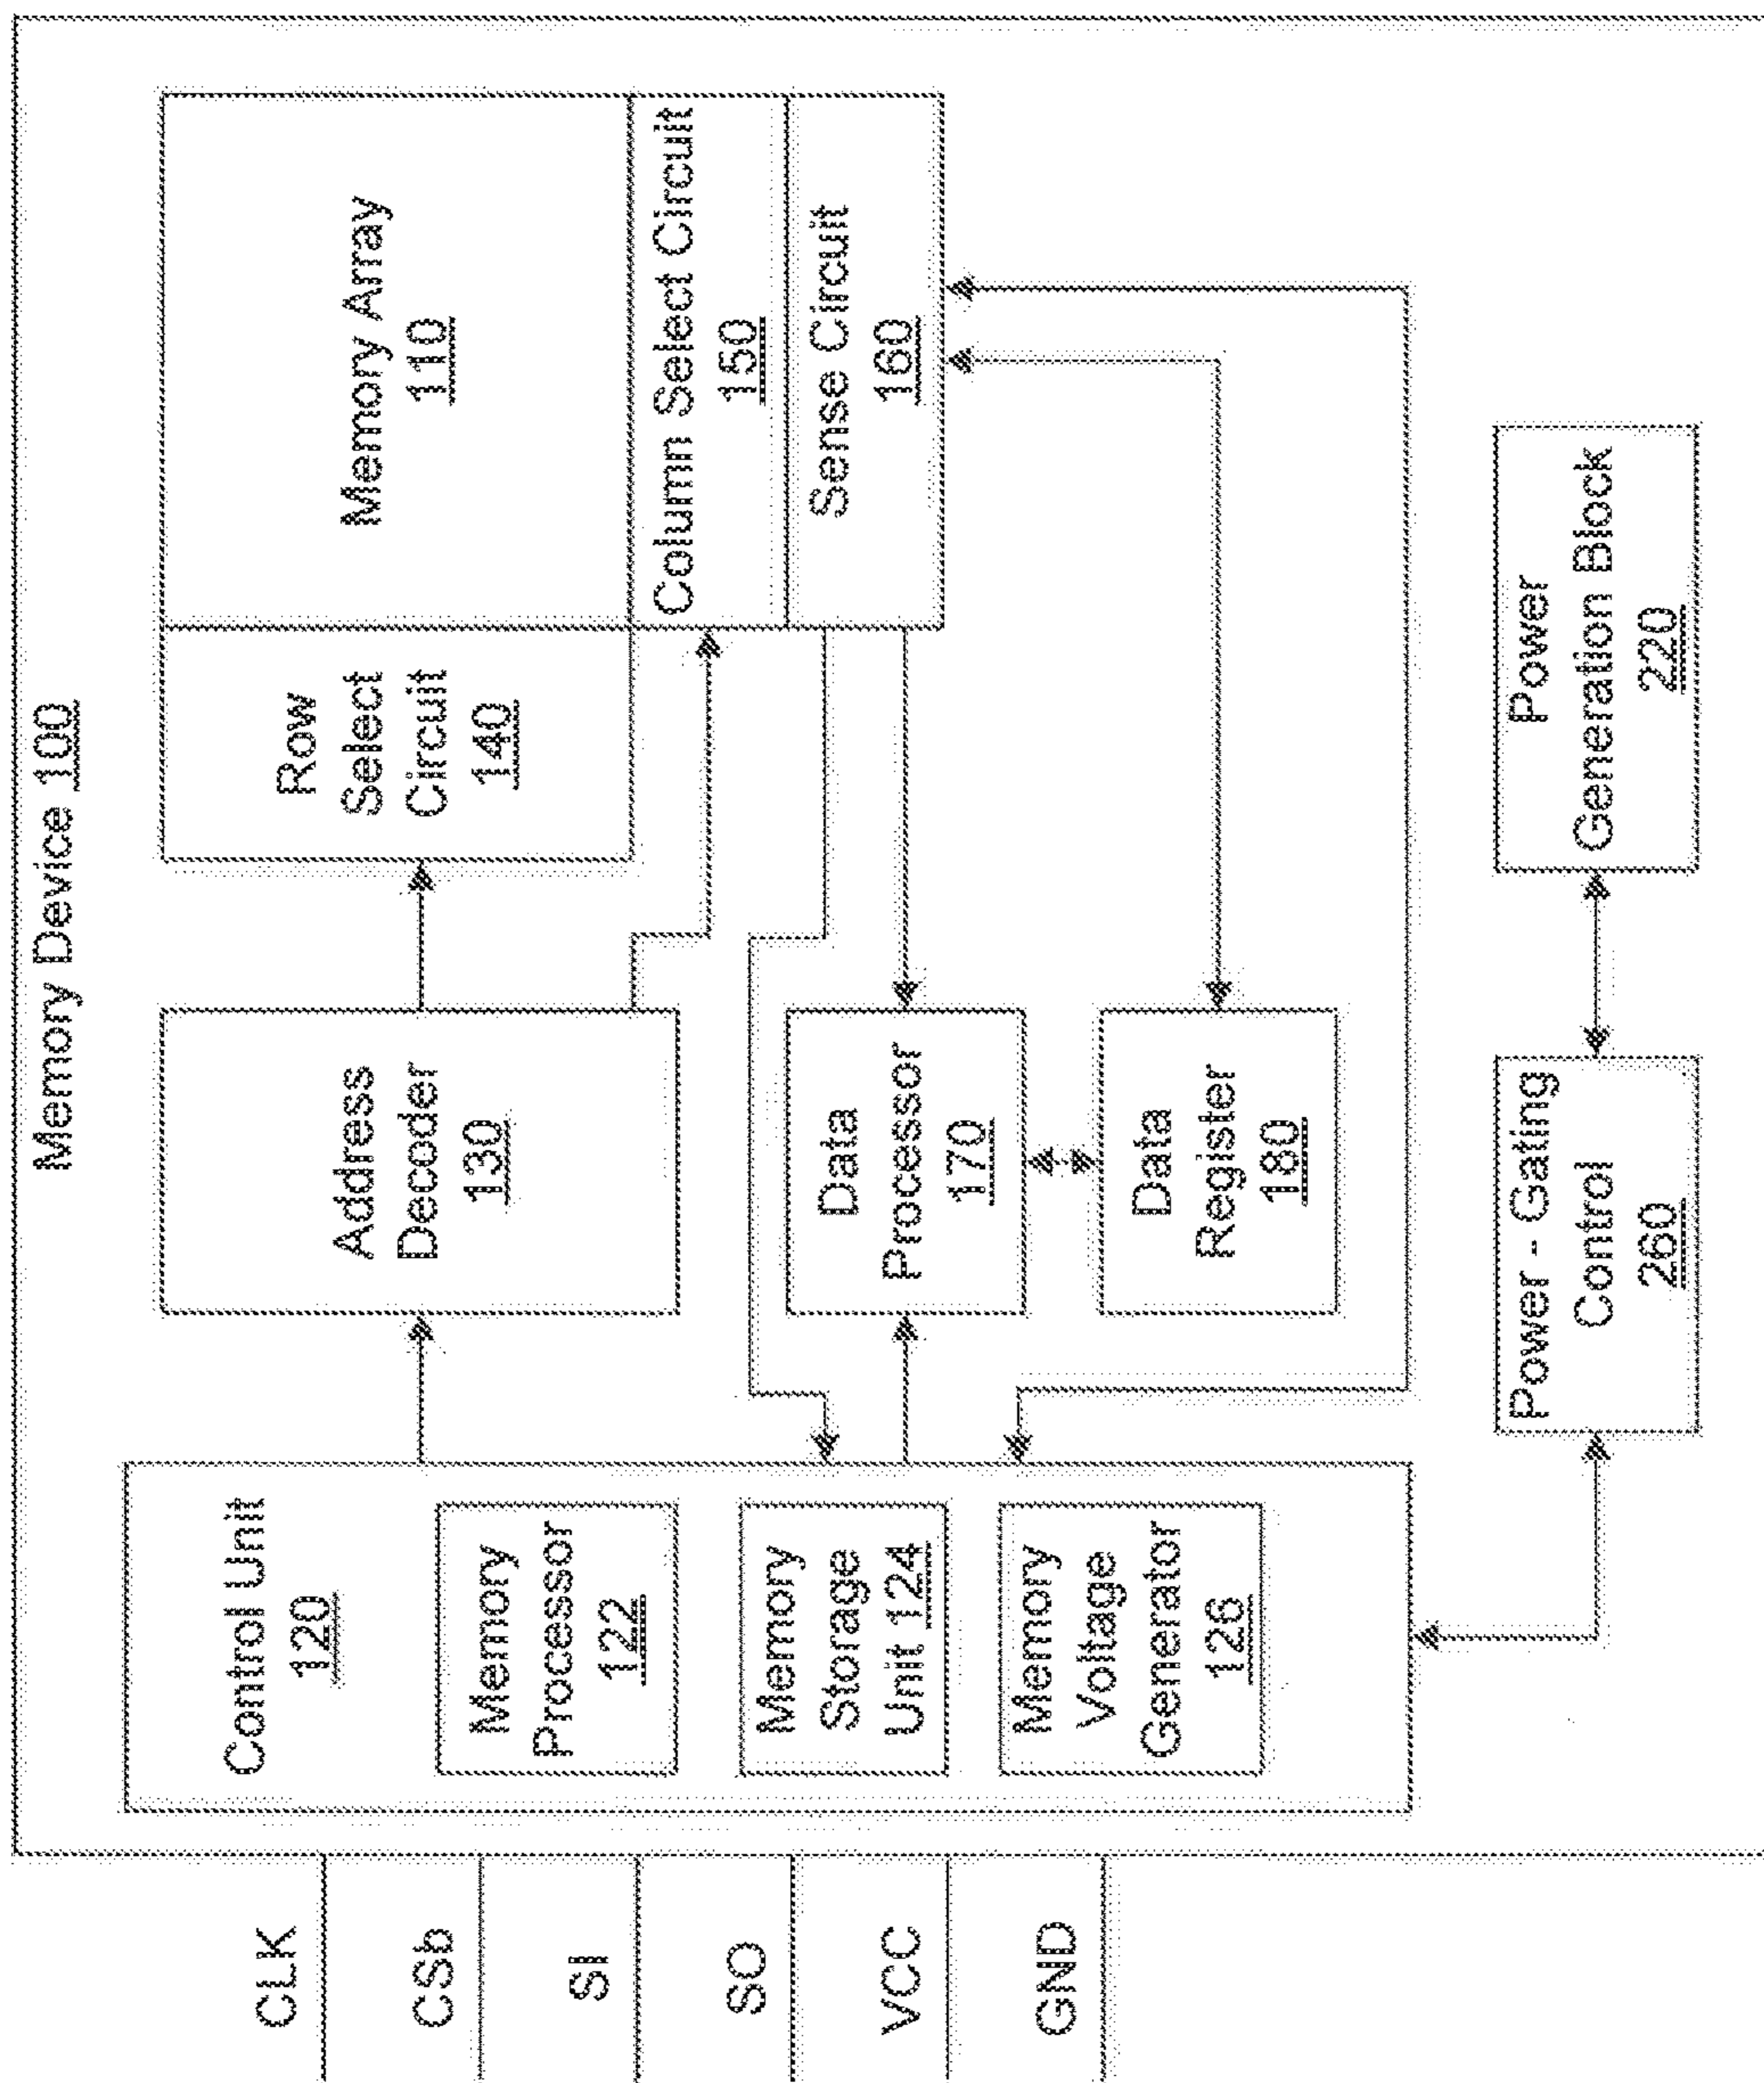 Memory Device 100
CLK
CSb
SI
SO
VCC
GND
Control Unit
120
Memory
Processor
122
Memory
Storage
Unit 124
Memory
Voltage
Generator
126
Address
Decoder
130
Row
Select
Circuit
140
Memory Array
110
Column Select Circuit
150
Sense Circuit
160
Data
Processor
170
Data
Register
180
Power - Gating
Control
260
Power
Generation Block
220